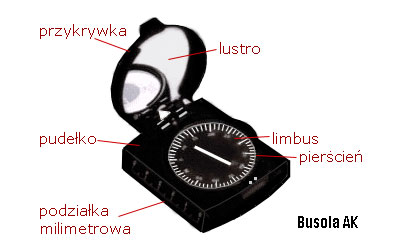 przykrywka
lustro
pudełko
limbus
pierścień
podziałka
milimetrowa
Busola AK